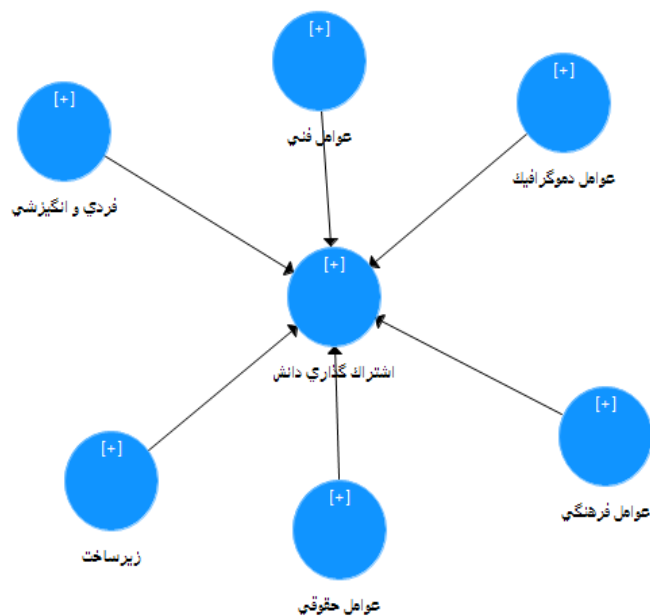 [+]
عوامل فني
[+]
عوامل دموگرافيك
[+]
فردي و انگيزشي
[+]
اشتراك گذاري دانش
[+]
عوامل فرهنگي
[+]
زيرساخت
[+]
عوامل حقوقي